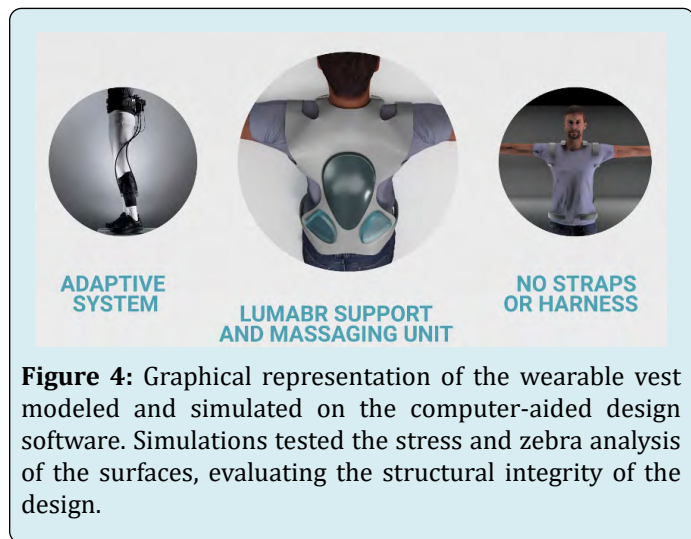 ADAPTIVE
SYSTEM
LUMABR SUPPORT
AND MASSAGING UNIT
NO STRAPS
OR HARNESS
Figure 4: Graphical representation of the wearable vest
modeled and simulated on the computer-aided design
software. Simulations tested the stress and zebra analysis
of the surfaces, evaluating the structural integrity of the
design.